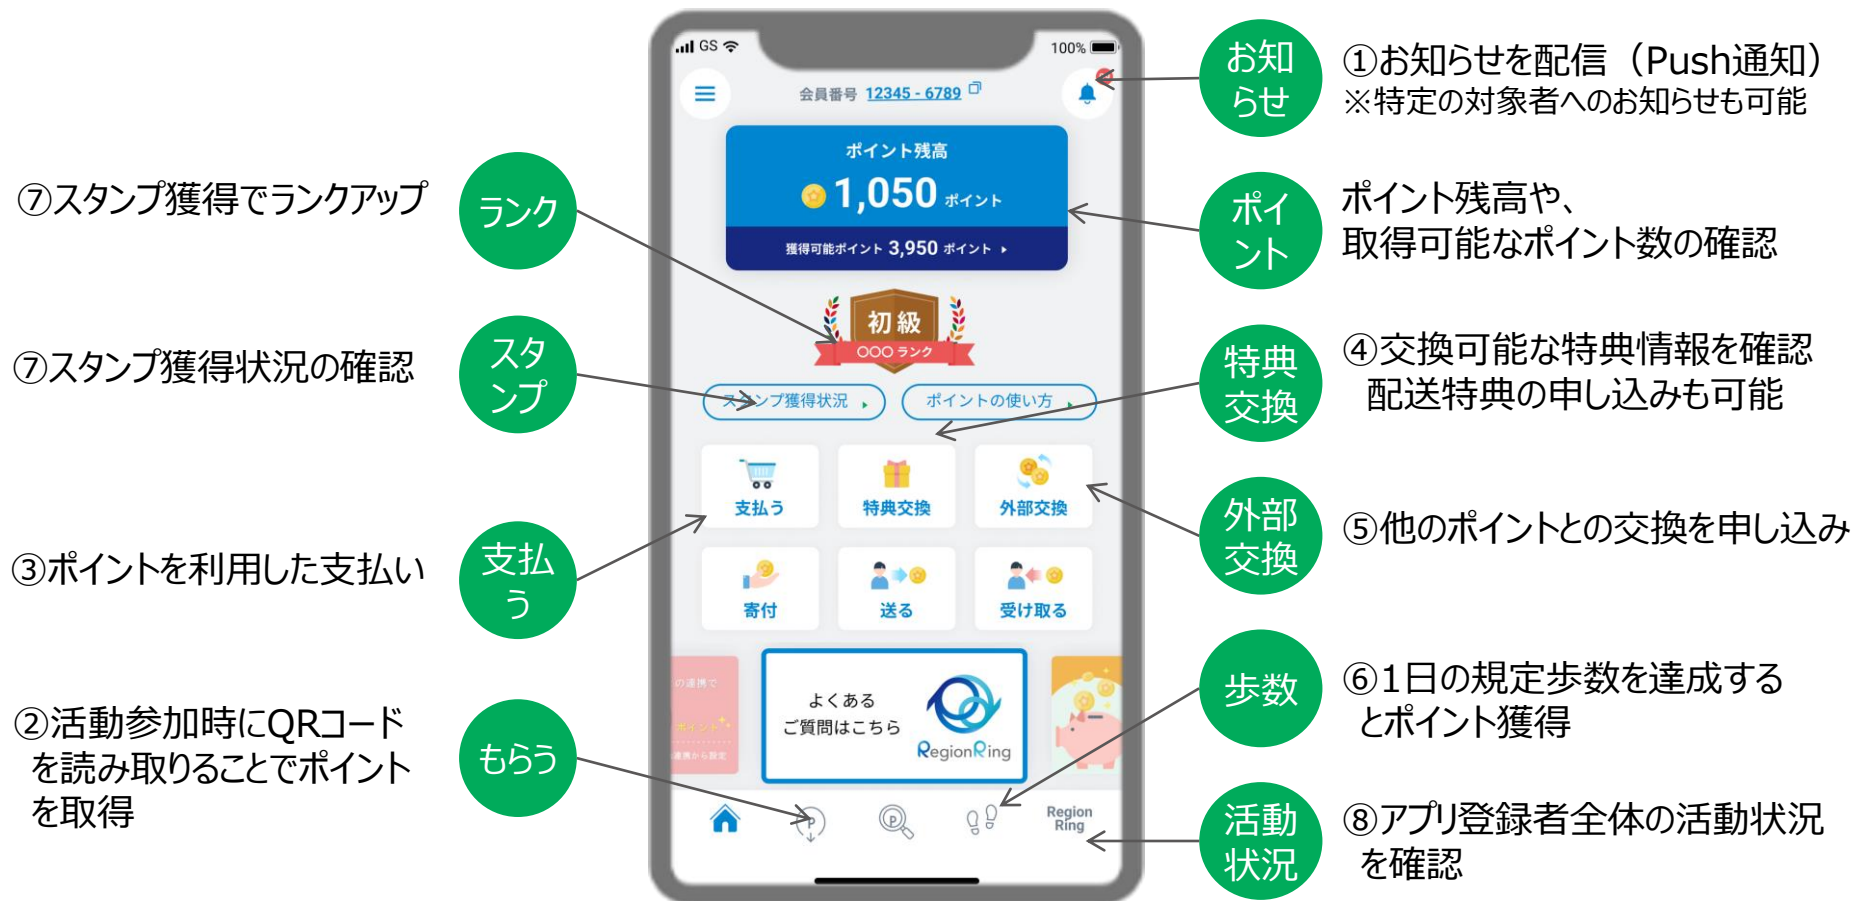 ⑦スタンプ獲得でランクアップ
ランク
⑦スタンプ獲得状況の確認
スタ
ンプ
③ポイントを利用した支払い
支払
う
②活動参加時にQRコード
を読み取りることでポイント
を取得
もらう
GS
100%
会員番号 12345 - 6789
ポイント残高
1,050 ポイント
獲得可能ポイント 3,950 ポイント
初級
〇〇〇 ランク
スタンプ獲得状況
ポイントの使い方
支払う
特典交換
外部交換
寄付
送る
受け取る
の連携で
ポイント
連携から設定
よくある
ご質問はこちら
RegionRing
P
P
Region
Ring
お知
らせ
①お知らせを配信（Push通知）
※特定の対象者へのお知らせも可能
ポイ
ント
ポイント残高や、
取得可能なポイント数の確認
特典
交換
④交換可能な特典情報を確認
配送特典の申し込みも可能
外部
交換
⑤他のポイントとの交換を申し込み
歩数
⑥1日の規定歩数を達成する
とポイント獲得
活動
状況
⑧アプリ登録者全体の活動状況
を確認